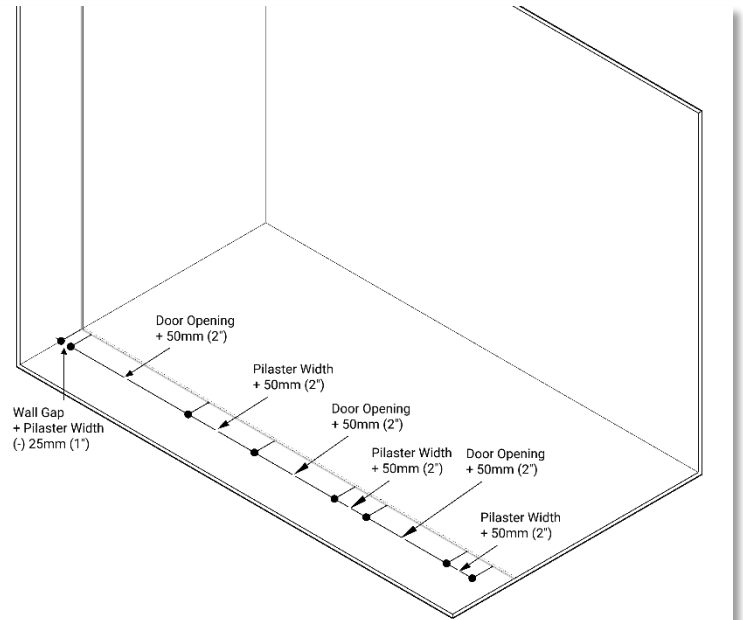 Door Opening
+ 50mm (2")
Pilaster Width
+ 50mm (2")
Door Opening
+ 50mm (2")
Pilaster Width
+ 50mm (2")
Door Opening
+ 50mm (2")
Pilaster Width
+ 50mm (2")
Wall Gap
+ Pilaster Width
(-) 25mm (1")